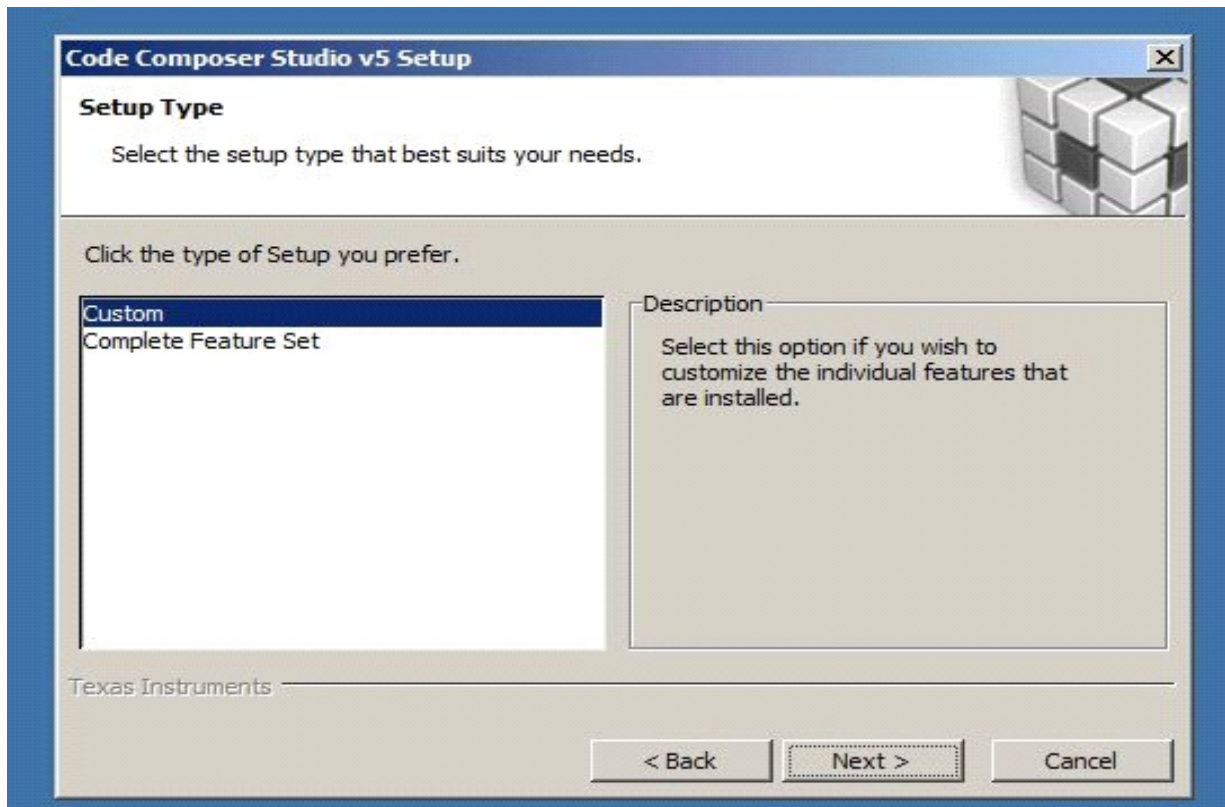 Code Composer Studio v5 Setup
Setup Type
Select the setup type that best suits your needs.
Click the type of Setup you prefer.
Custom
Complete Feature Set
Description
Select this option if you wish to
customize the individual features that
are installed.
Texas Instruments
< Back
Next >
Cancel